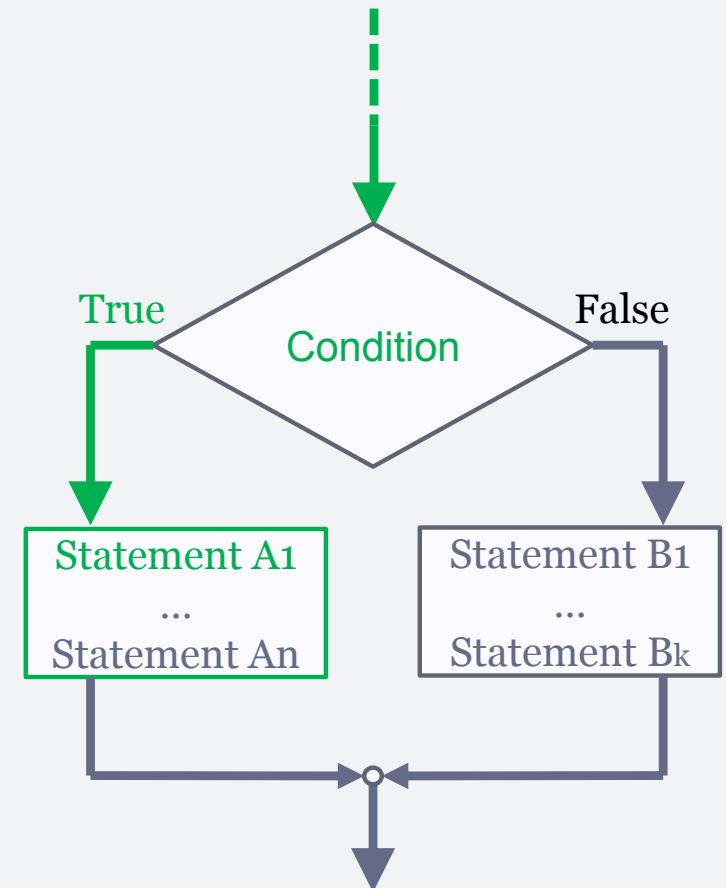 True
False
Condition
Statement A1
...
Statement An
Statement B1
...
Statement Bk